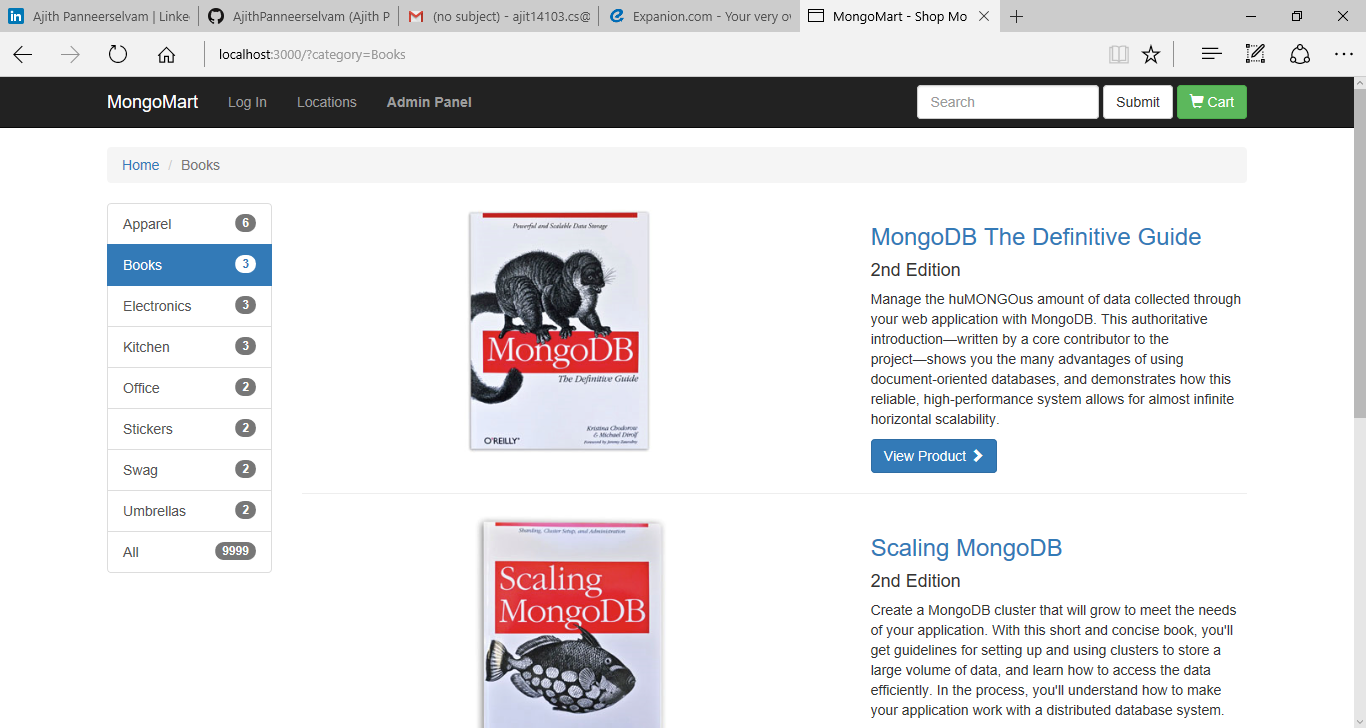 Ajith Panneerselvam | Linke
AjithPanneerselvam (Ajith P
(no subject) - ajit14103.cs@
Expanion.com - Your very ov
MongoMart - Shop Mo
localhost:3000/?category=Books
MongoMart Log In Locations Admin Panel Search Submit Cart
Home / Books
Apparel 6
Books 3
Electronics 3
Kitchen 3
Office 2
Stickers 2
Swag 2
Umbrellas 2
All 9999
Powerful and Scalable Data Storage
MongoDB
The Definitive Guide
Kristina Chodorow
& Michael Dirolf
O'REILLY
MongoDB The Definitive Guide
2nd Edition
Manage the huMONGOus amount of data collected through
your web application with MongoDB. This authoritative
introduction—written by a core contributor to the
project—shows you the many advantages of using
document-oriented databases, and demonstrates how this
reliable, high-performance system allows for almost infinite
horizontal scalability.
View Product
Sharding, Cluster Setup, and Administration
Scaling
MongoDB
Scaling MongoDB
2nd Edition
Create a MongoDB cluster that will grow to meet the needs
of your application. With this short and concise book, you'll
get guidelines for setting up and using clusters to store a
large volume of data, and learn how to access the data
efficiently. In the process, you'll understand how to make
your application work with a distributed database system.